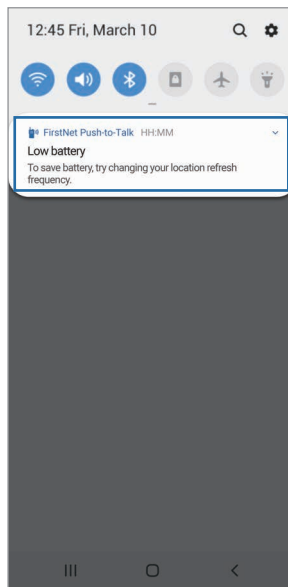 12:45 Fri, March 10
FirstNet Push-to-Talk HH:MM
Low battery
To save battery, try changing your location refresh
frequency.